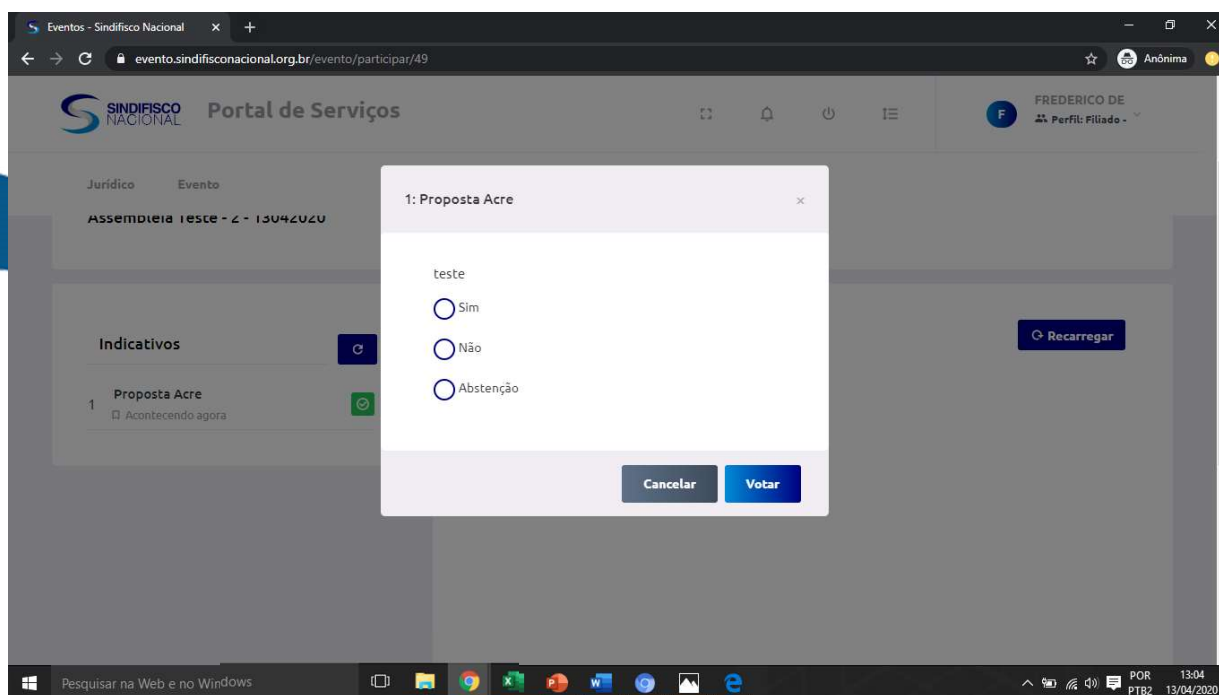 Eventos - Sindifisco Nacional
evento.sindifisconacional.org.br/evento/participar/49
Anônima
SINDIFISCO
NACIONAL
Portal de Serviços
F
FREDERICO DE
Perfil: Filiado -
Jurídico Evento
Assembleia Teste - 2 - 13042020
1: Proposta Acre
teste
Sim
Não
Abstenção
Cancelar Votar
Indicativos
1 Proposta Acre
Acontecendo agora
Recarregar
Pesquisar na Web e no Windows
POR
PTB2
13:04
13/04/2020